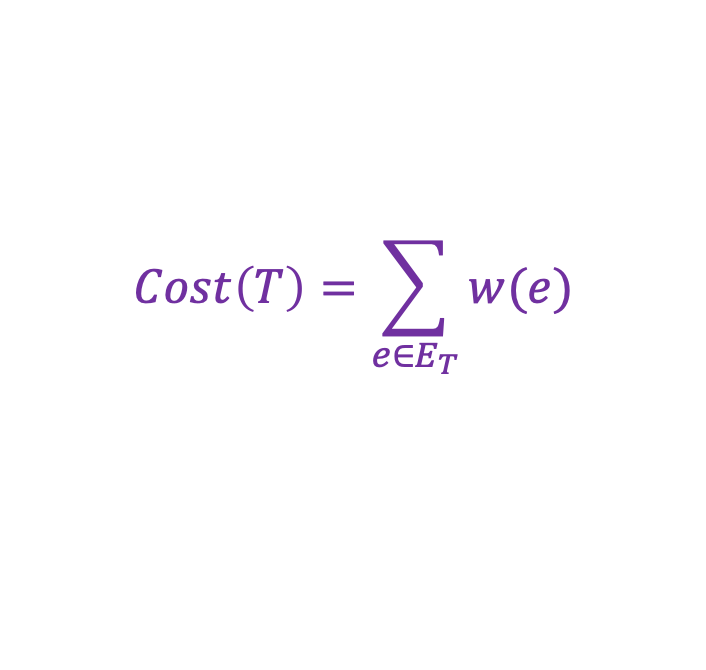 Cost(T) = ∑ w(e)
e∈E_T